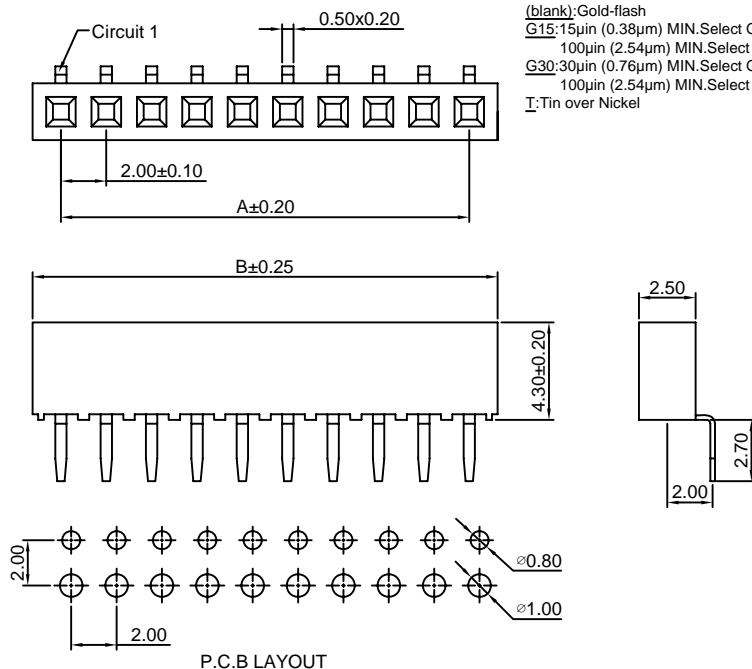 (blank):Gold-flash
G15:15µin (0.38µm) MIN.Select
100µin (2.54µm) MIN.Select
G30:30µin (0.76µm) MIN.Select
100µin (2.54µm) MIN.Select
T:Tin over Nickel
Circuit 1
0.50x0.20
2.00±0.10
A±0.20
B±0.25
4.30±0.20
2.50
2.70
2.00
2.00
⌀0.80
⌀1.00
2.00
P.C.B LAYOUT